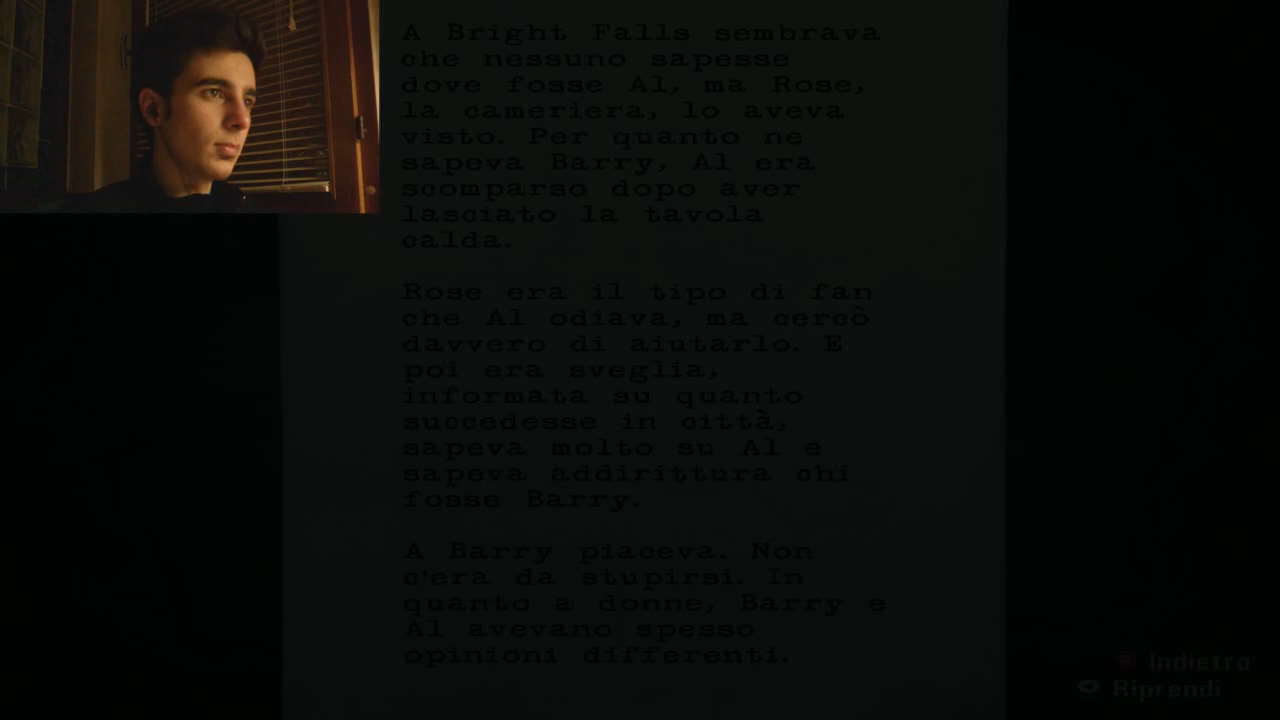 A Bright Falls sembrava
che nessuno sapesse
dove fosse Al, ma Rose,
la cameriera, lo aveva
visto. Per quanto ne
sapeva Barry, Al era
scomparso dopo aver
lasciato la tavola
calda.
Rose era il tipo di fan
che Al odiava, ma cercò
davvero di aiutarlo. E
poi era sveglia,
informata su quanto
succedesse in città,
sapeva molto su Al e
sapeva addirittura chi
fosse Barry.
A Barry piaceva. Non
c'era da stupirsi. In
quanto a donne, Barry e
Al avevano spesso
opinioni differenti.
Indietro
Riprendi